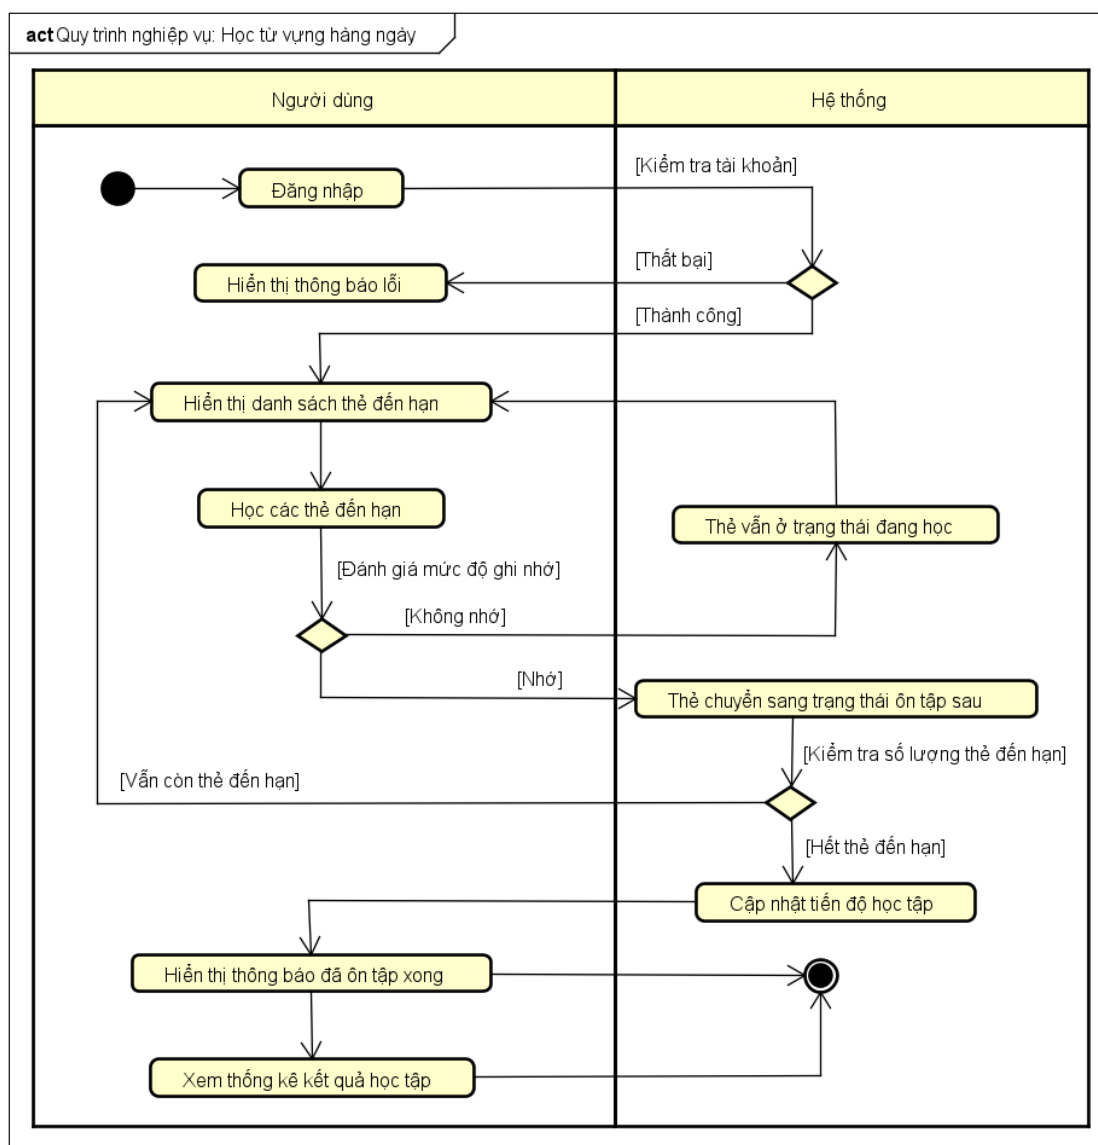 act Quy trình nghiệp vụ: Học từ vựng hàng ngày
Người dùng
Hệ thống
[Kiểm tra tài khoản]
Đăng nhập
[Thất bại]
Hiển thị thông báo lỗi
[Thành công]
Hiển thị danh sách thẻ đến hạn
Học các thẻ đến hạn
Thẻ vẫn ở trạng thái đang học
[Đánh giá mức độ ghi nhớ]
[Không nhớ]
[Nhớ]
Thẻ chuyển sang trạng thái ôn tập sau
[Kiểm tra số lượng thẻ đến hạn]
[Vẫn còn thẻ đến hạn]
[Hết thẻ đến hạn]
Cập nhật tiến độ học tập
Hiển thị thông báo đã ôn tập xong
Xem thống kê kết quả học tập